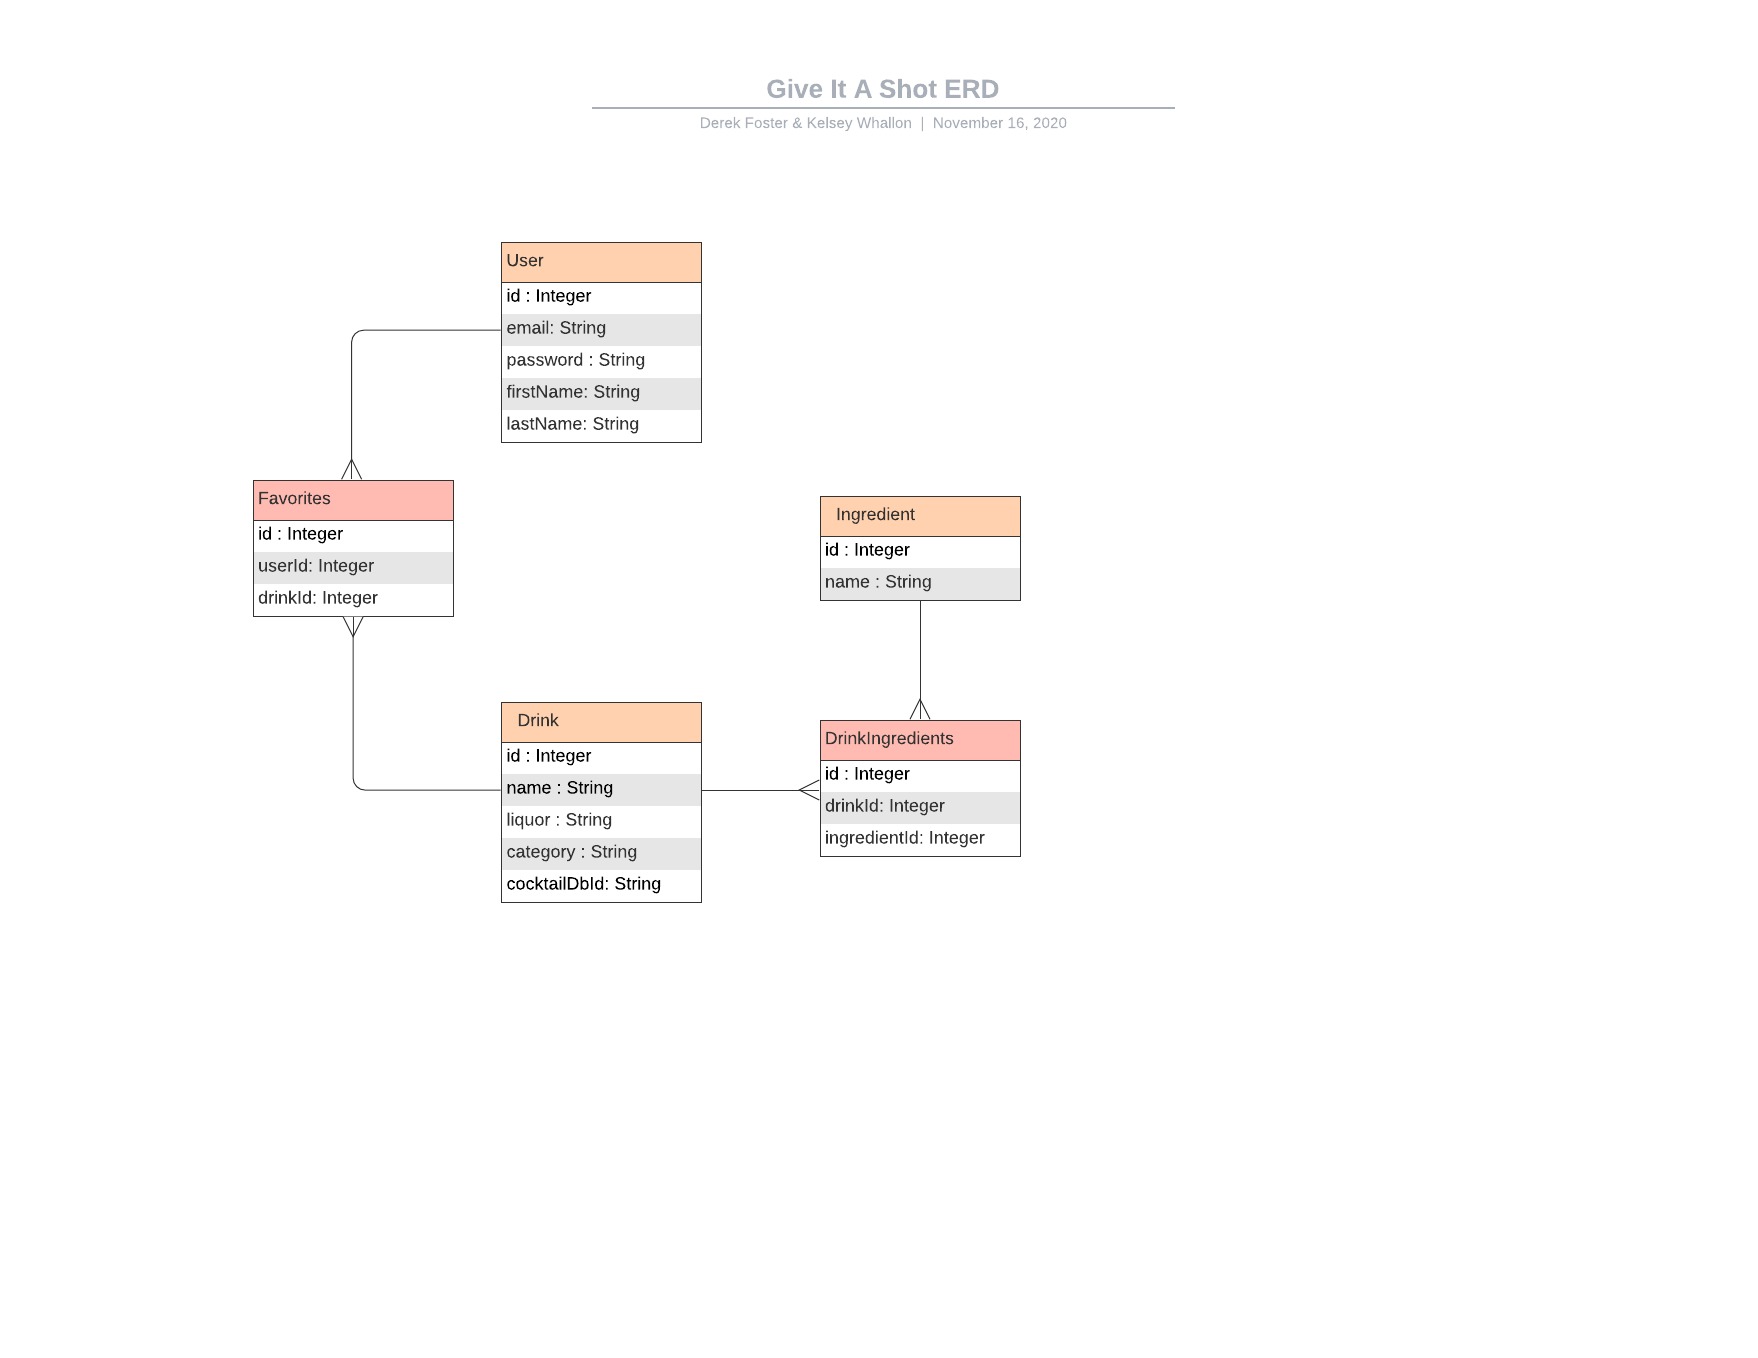 Give It A Shot ERD
Derek Foster & Kelsey Whallon | November 16, 2020
User
id : Integer
email: String
password : String
firstName: String
lastName: String
Favorites
id : Integer
userId: Integer
drinkId: Integer
Ingredient
id : Integer
name : String
Drink
id : Integer
name : String
liquor : String
category : String
cocktailDbId: String
DrinkIngredients
id : Integer
drinkId: Integer
ingredientId: Integer